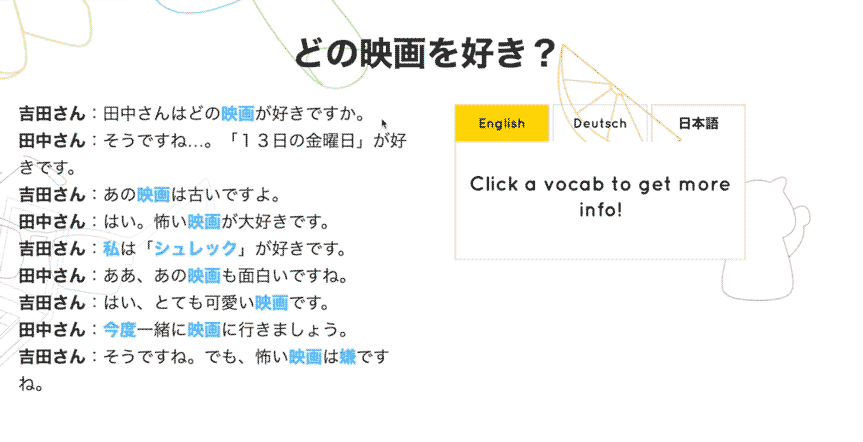 どの映画を好き？
吉田さん：田中さんはどの映画が好きですか。
田中さん：そうですね…。「１３日の金曜日」が好
きです。
吉田さん：あの映画は古いですよ。
田中さん：はい。怖い映画が大好きです。
吉田さん：私は「シュレック」が好きです。
田中さん：ああ、あの映画も面白いですね。
吉田さん：はい、とても可愛い映画です。
田中さん：今度一緒に映画に行きましょう。
吉田さん：そうですね。でも、怖い映画は嫌です
ね。
English
Deutsch
日本語
Click a vocab to get more
info!